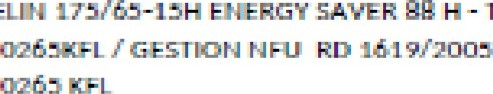 ELIN 175/65-15H ENERGY SAVER 88 H - T
0265KFL / GESTION NFU RD 1619/2005
0265 KFL